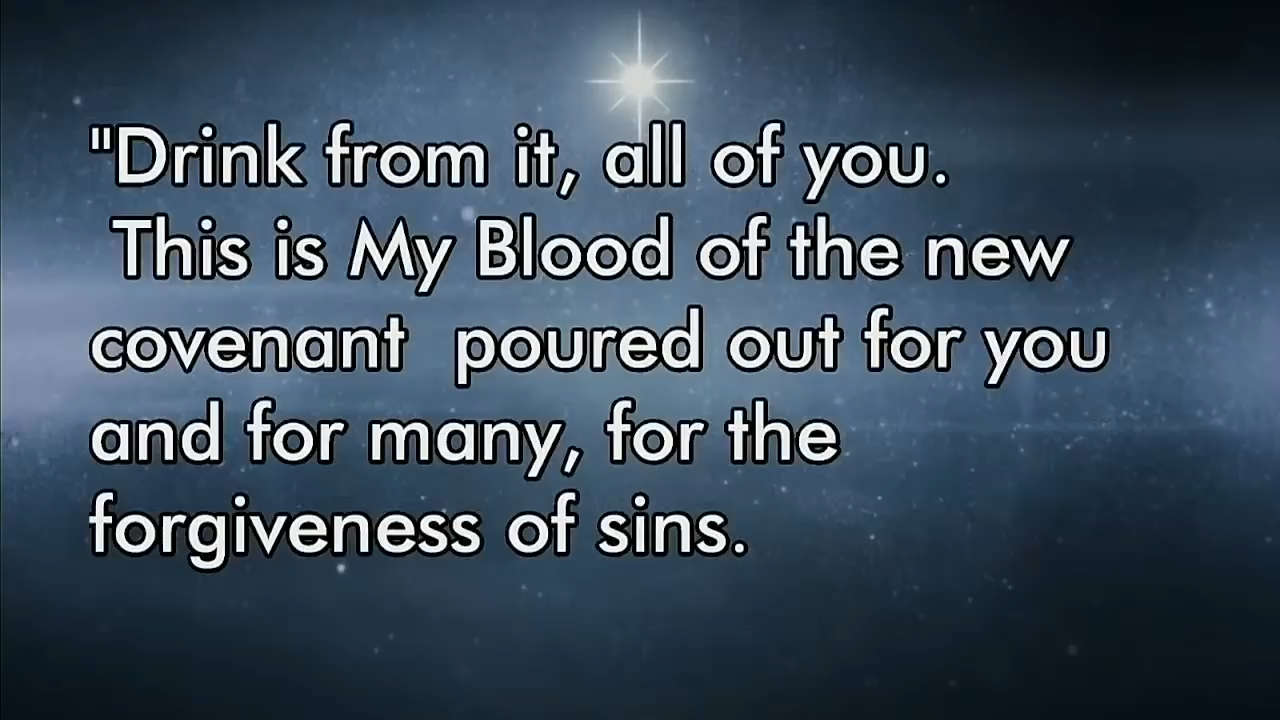 "Drink from it, all of you.
This is My Blood of the new
covenant  poured out for you
and for many, for the
forgiveness of sins.